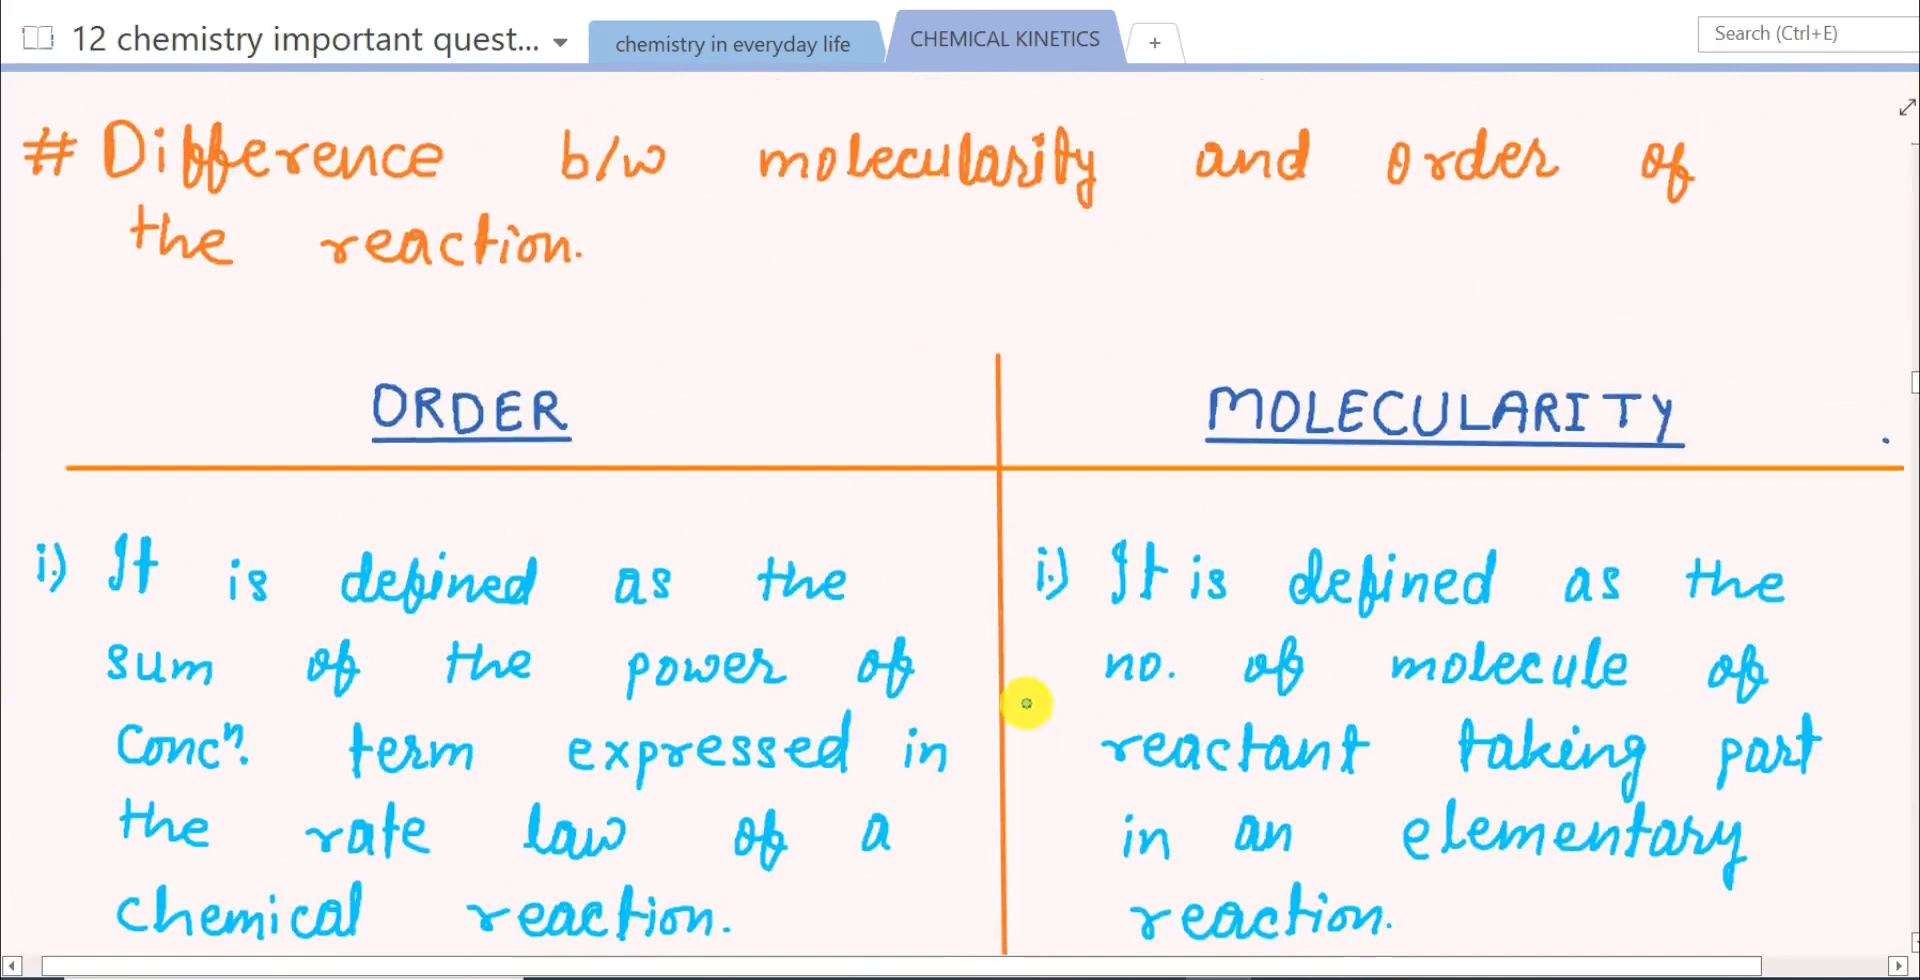 12 chemistry important quest...
chemistry in everyday life
CHEMICAL KINETICS
+
Search (Ctrl+E)
# Difference b/w molecularity and order of
the reaction.
ORDER
MOLECULARITY
i) It is defined as the
sum of the power of
Concⁿ. term expressed in
the rate law of a
chemical reaction.
i) It is defined as the
no. of molecule of
reactant taking part
in an elementary
reaction.